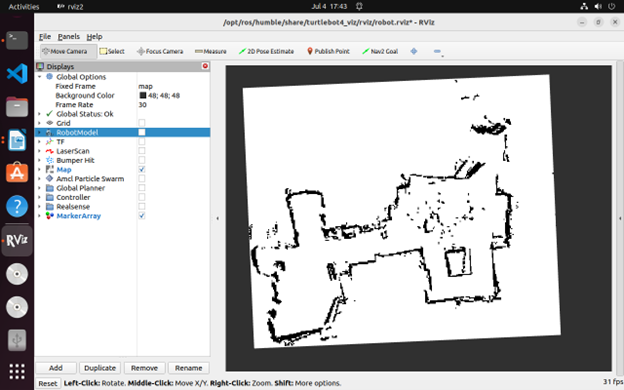 Activities
rviz2
Jul 4 17:43
/opt/ros/humble/share/turtlebot4_viz/rviz/robot.rviz* - RViz
File Panels Help
Move Camera Select Focus Camera Measure 2D Pose Estimate Publish Point Nav2 Goal
Displays
Global Options
Fixed Frame map
Background Color 48; 48; 48
Frame Rate 30
Global Status: Ok
Grid
RobotModel
TF
LaserScan
Bumper Hit
Map
Amcl Particle Swarm
Global Planner
Controller
Realsense
MarkerArray
RViz
Add Duplicate Remove Rename
Reset Left-Click: Rotate. Middle-Click: Move X/Y. Right-Click: Zoom. Shift: More options. 31 fps